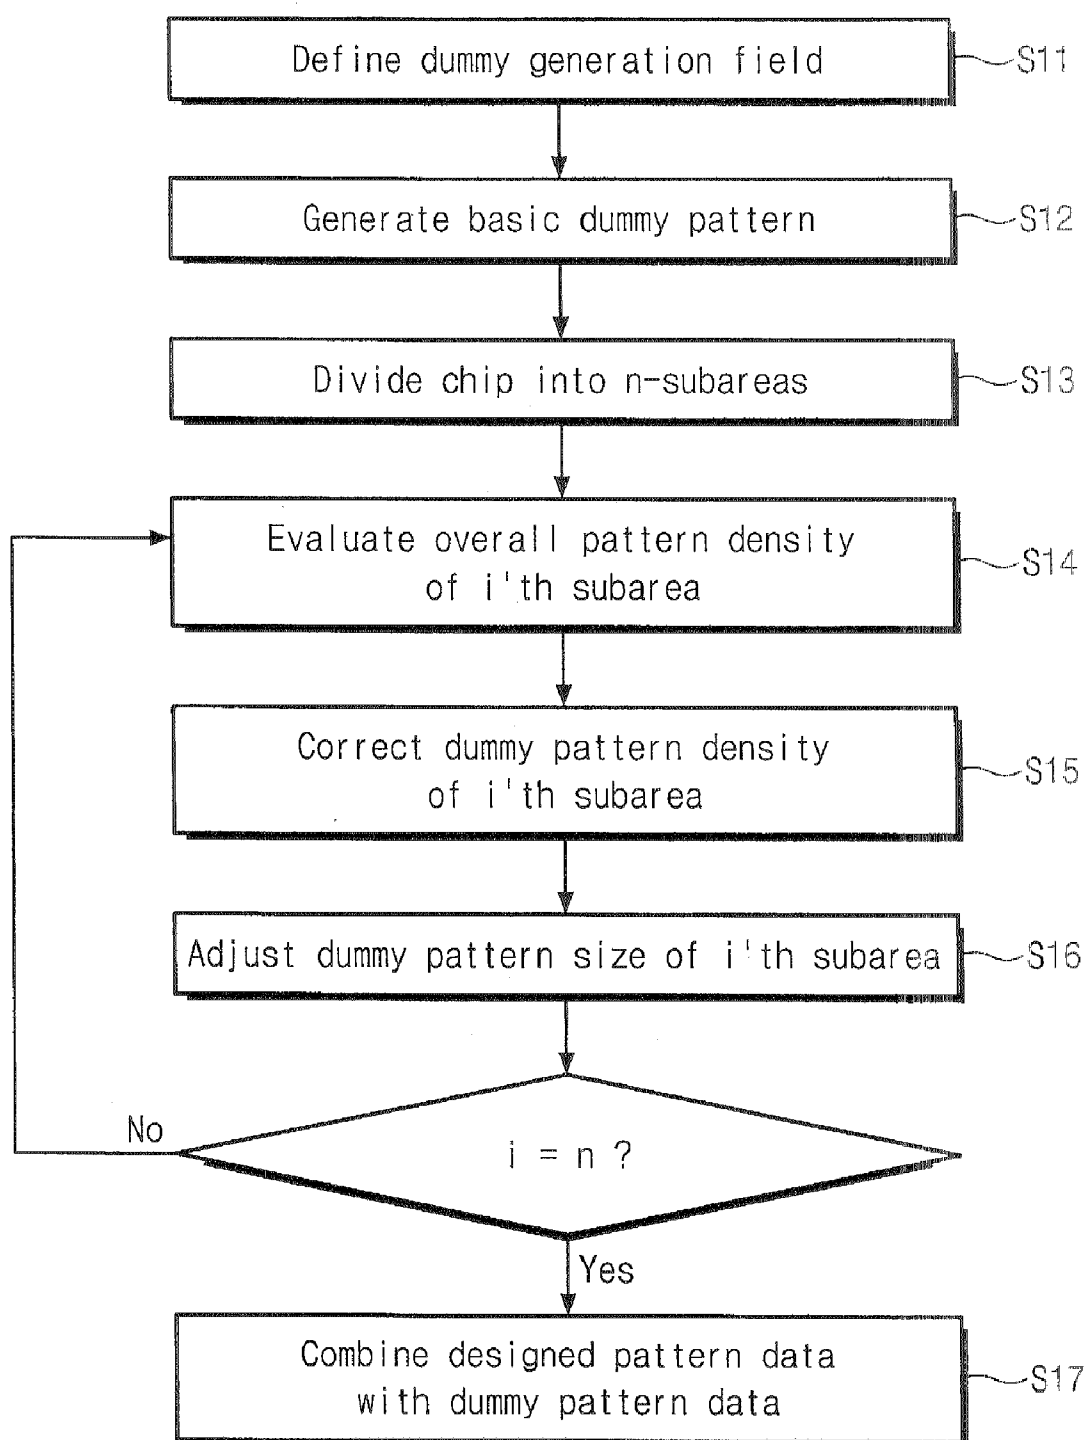 Define dummy generation field
S11
Generate basic dummy pattern
S12
Divide chip into n-subareas
S13
Evaluate overall pattern density
of i'th subarea
S14
Correct dummy pattern density
of i'th subarea
S15
Adjust dummy pattern size of i'th subarea
S16
No
i = n ?
Yes
Combine designed pattern data
with dummy pattern data
S17